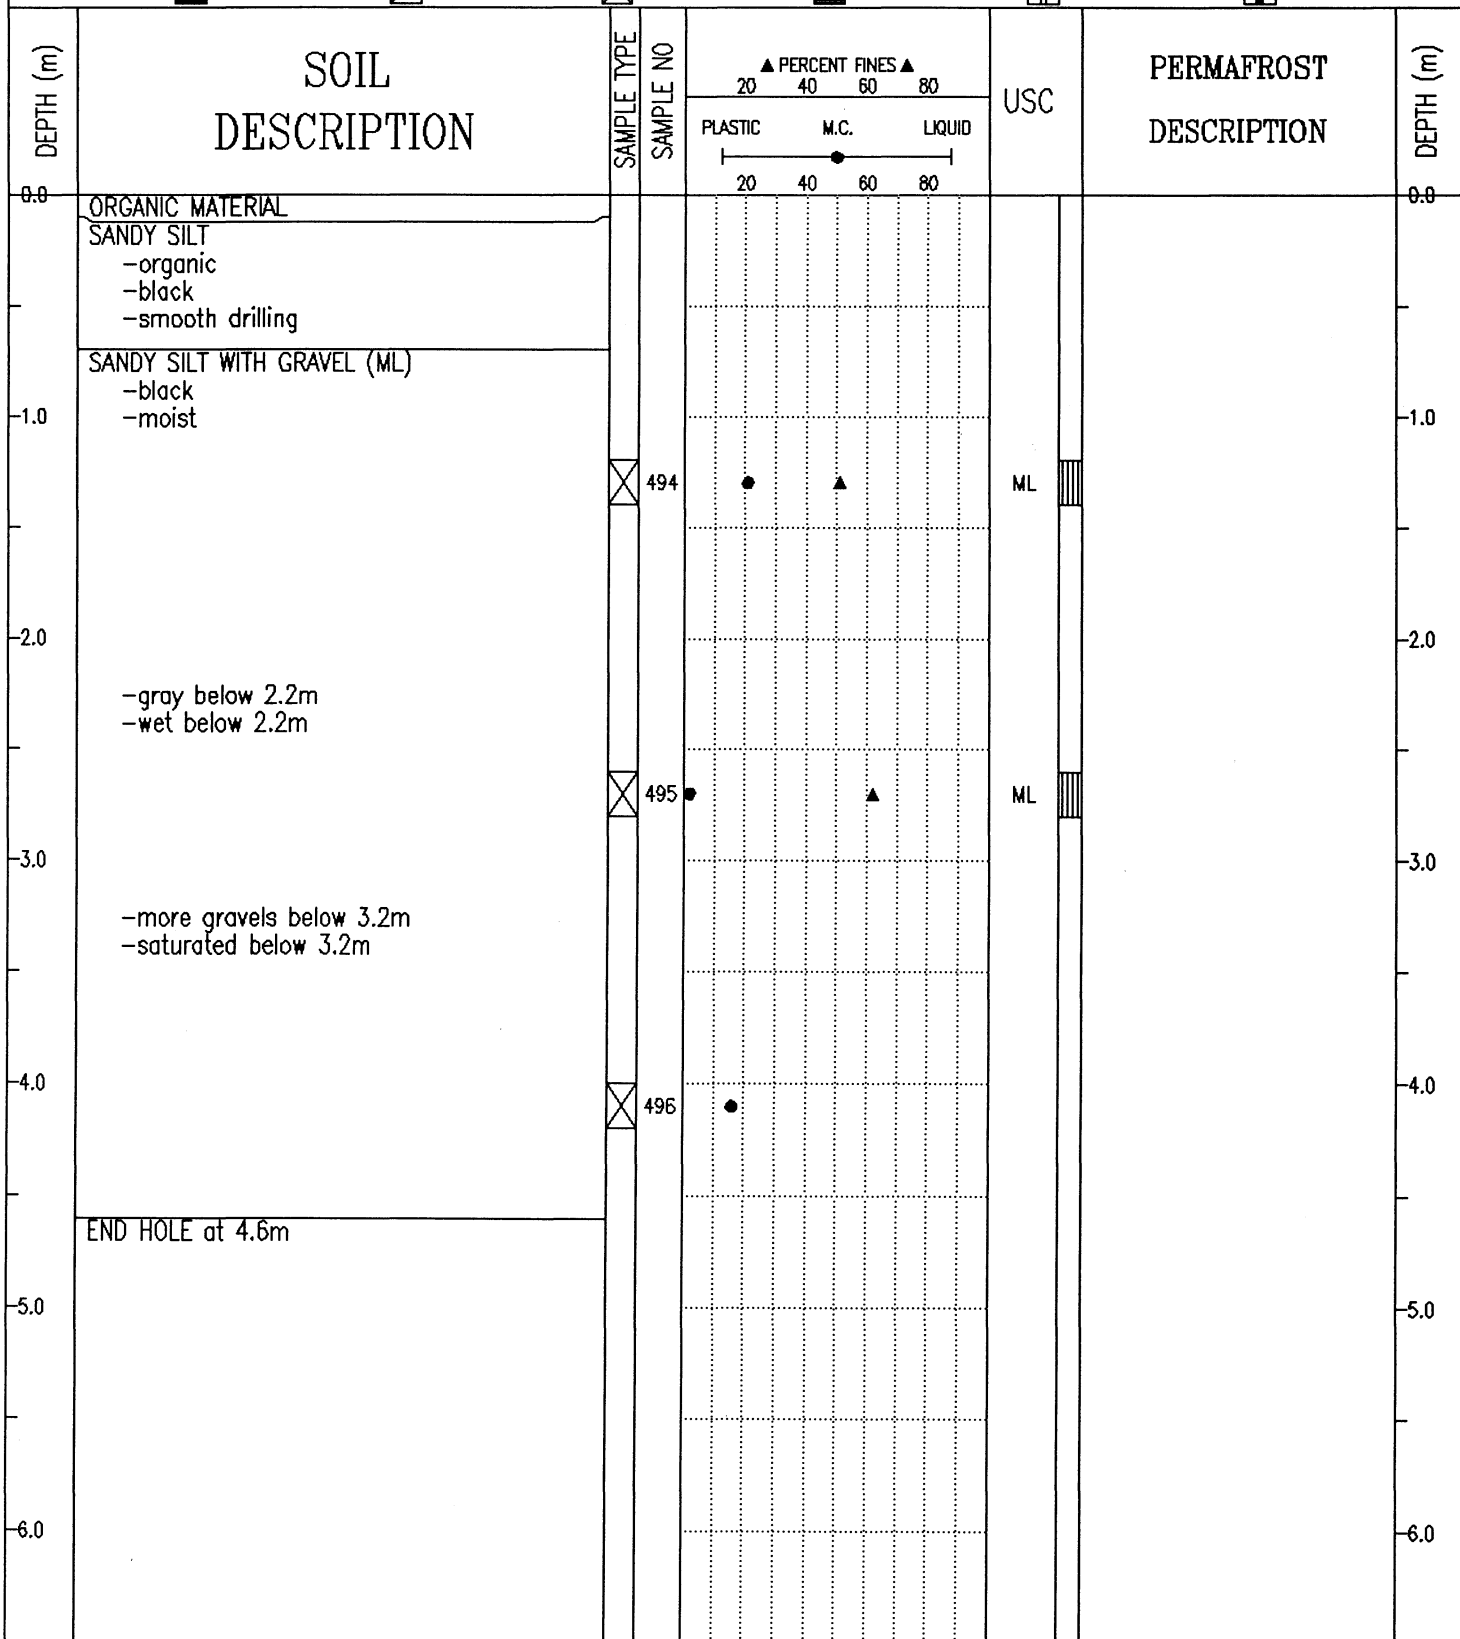 DEPTH (m)
SOIL
DESCRIPTION
SAMPLE TYPE
SAMPLE NO
▲ PERCENT FINES ▲
20 40 60 80
PLASTIC M.C. LIQUID
20 40 60 80
USC
PERMAFROST
DESCRIPTION
DEPTH (m)
0.0 0.0
ORGANIC MATERIAL
SANDY SILT
-organic
-black
-smooth drilling
SANDY SILT WITH GRAVEL (ML)
-black
-1.0 -moist -1.0
494 ML
-2.0 -2.0
-gray below 2.2m
-wet below 2.2m
495 ML
-3.0 -3.0
-more gravels below 3.2m
-saturated below 3.2m
-4.0 -4.0
496
END HOLE at 4.6m
-5.0 -5.0
-6.0 -6.0